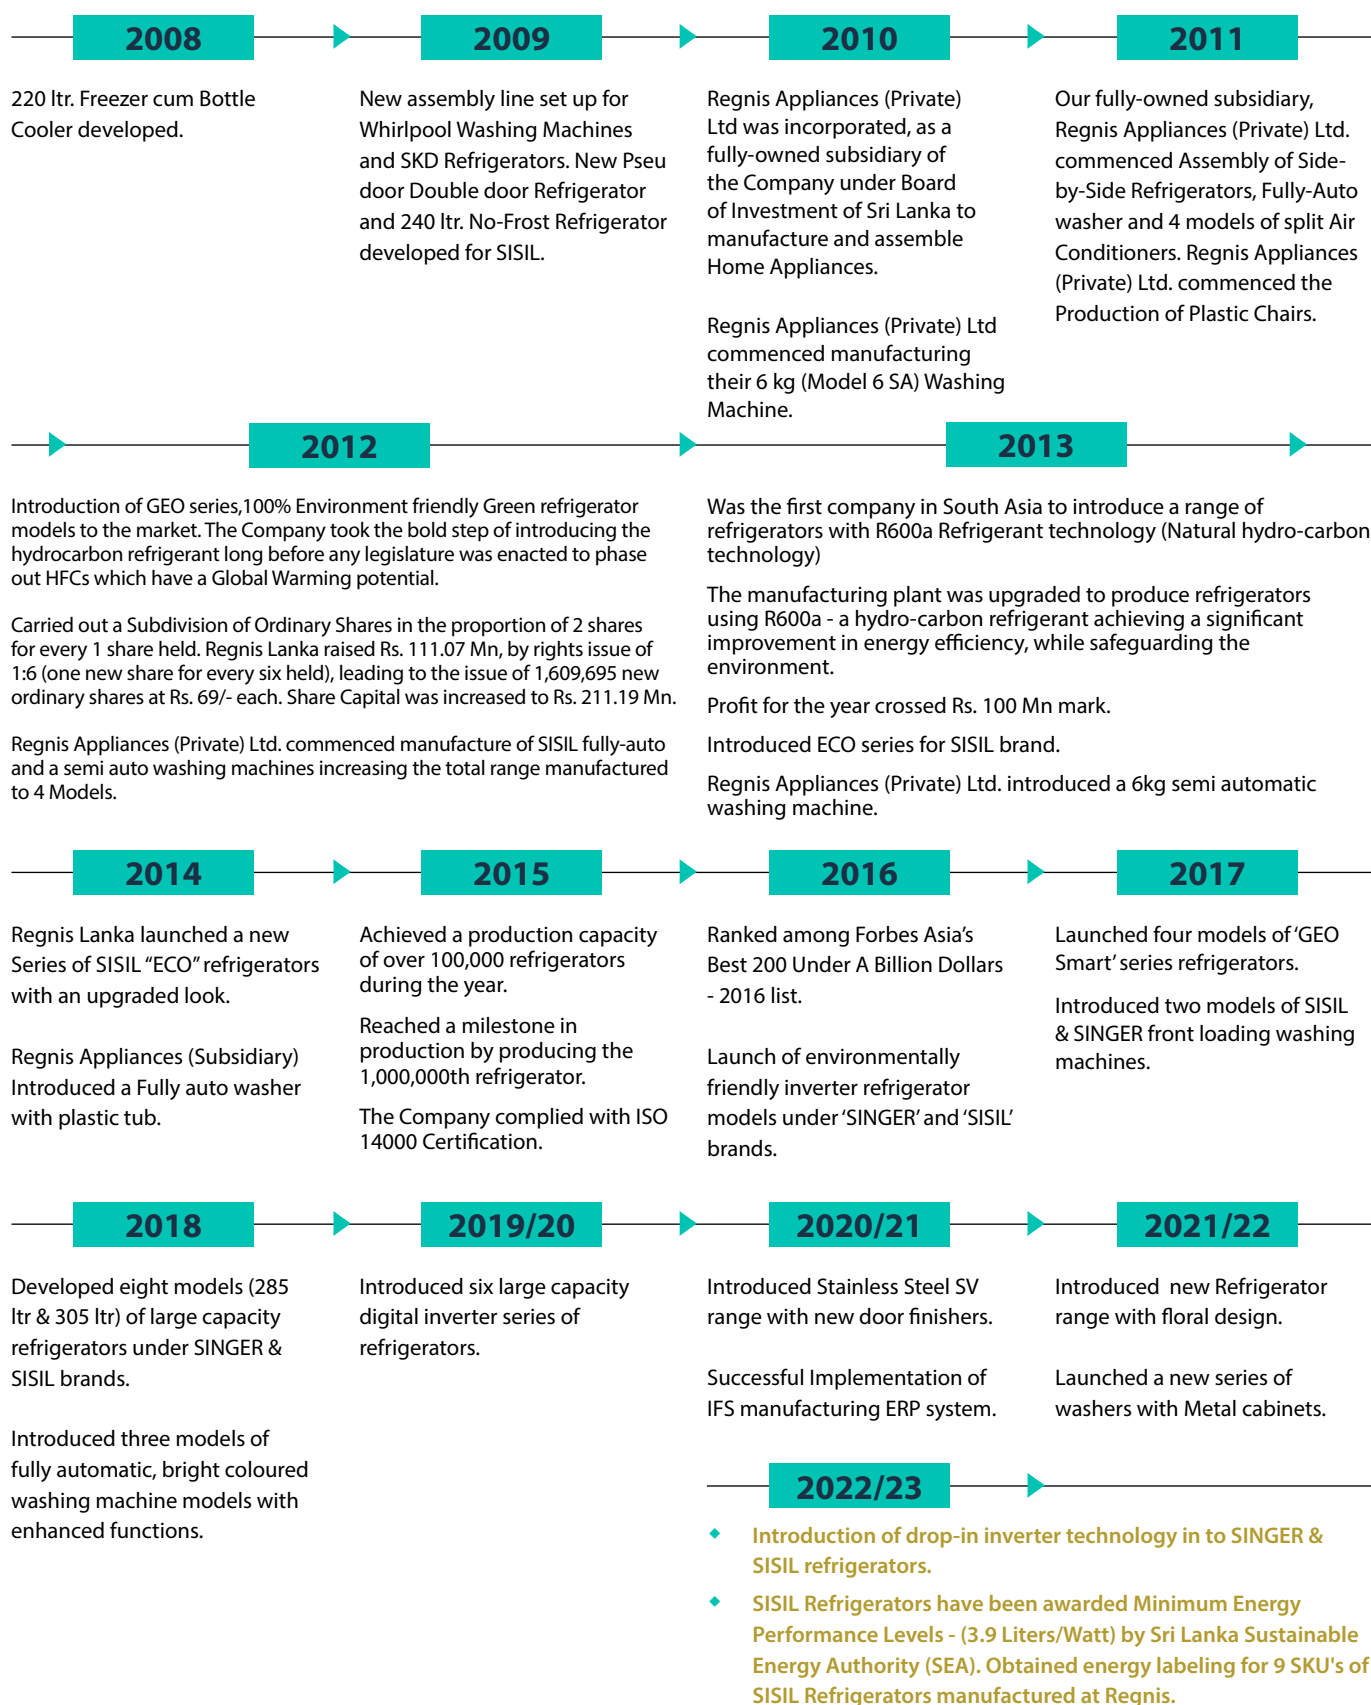 2008
220 ltr. Freezer cum Bottle
Cooler developed.
2009
New assembly line set up for
Whirlpool Washing Machines
and SKD Refrigerators. New Pseu
door Double door Refrigerator
and 240 ltr. No-Frost Refrigerator
developed for SISIL.
2010
Regnis Appliances (Private)
Ltd was incorporated, as a
fully-owned subsidiary of
the Company under Board
of Investment of Sri Lanka to
manufacture and assemble
Home Appliances.
Regnis Appliances (Private) Ltd
commenced manufacturing
their 6 kg (Model 6 SA) Washing
Machine.
2011
Our fully-owned subsidiary,
Regnis Appliances (Private) Ltd.
commenced Assembly of Side-
by-Side Refrigerators, Fully-Auto
washer and 4 models of split Air
Conditioners. Regnis Appliances
(Private) Ltd. commenced the
Production of Plastic Chairs.
2012
Introduction of GEO series,100% Environment friendly Green refrigerator
models to the market. The Company took the bold step of introducing the
hydrocarbon refrigerant long before any legislature was enacted to phase
out HFCs which have a Global Warming potential.
Carried out a Subdivision of Ordinary Shares in the proportion of 2 shares
for every 1 share held. Regnis Lanka raised Rs. 111.07 Mn, by rights issue of
1:6 (one new share for every six held), leading to the issue of 1,609,695 new
ordinary shares at Rs. 69/- each. Share Capital was increased to Rs. 211.19 Mn.
Regnis Appliances (Private) Ltd. commenced manufacture of SISIL fully-auto
and a semi auto washing machines increasing the total range manufactured
to 4 Models.
2013
Was the first company in South Asia to introduce a range of
refrigerators with R600a Refrigerant technology (Natural hydro-carbon
technology)
The manufacturing plant was upgraded to produce refrigerators
using R600a - a hydro-carbon refrigerant achieving a significant
improvement in energy efficiency, while safeguarding the
environment.
Profit for the year crossed Rs. 100 Mn mark.
Introduced ECO series for SISIL brand.
Regnis Appliances (Private) Ltd. introduced a 6kg semi automatic
washing machine.
2014
Regnis Lanka launched a new
Series of SISIL "ECO" refrigerators
with an upgraded look.
Regnis Appliances (Subsidiary)
Introduced a Fully auto washer
with plastic tub.
2015
Achieved a production capacity
of over 100,000 refrigerators
during the year.
Reached a milestone in
production by producing the
1,000,000th refrigerator.
The Company complied with ISO
14000 Certification.
2016
Ranked among Forbes Asia's
Best 200 Under A Billion Dollars
- 2016 list.
Launch of environmentally
friendly inverter refrigerator
models under 'SINGER' and 'SISIL'
brands.
2017
Launched four models of 'GEO
Smart' series refrigerators.
Introduced two models of SISIL
& SINGER front loading washing
machines.
2018
Developed eight models (285
ltr & 305 ltr) of large capacity
refrigerators under SINGER &
SISIL brands.
Introduced three models of
fully automatic, bright coloured
washing machine models with
enhanced functions.
2019/20
Introduced six large capacity
digital inverter series of
refrigerators.
2020/21
Introduced Stainless Steel SV
range with new door finishers.
Successful Implementation of
IFS manufacturing ERP system.
2021/22
Introduced new Refrigerator
range with floral design.
Launched a new series of
washers with Metal cabinets.
2022/23
Introduction of drop-in inverter technology in to SINGER &
SISIL refrigerators.
SISIL Refrigerators have been awarded Minimum Energy
Performance Levels - (3.9 Liters/Watt) by Sri Lanka Sustainable
Energy Authority (SEA). Obtained energy labeling for 9 SKU's of
SISIL Refrigerators manufactured at Regnis.